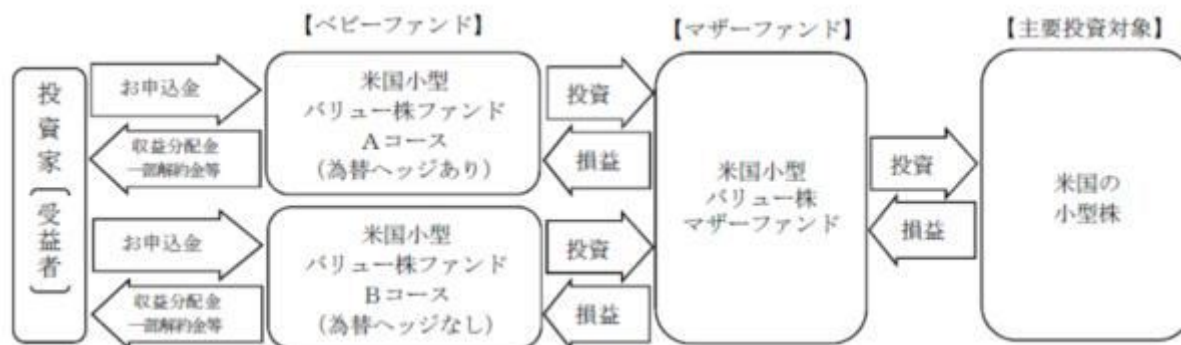 【ベビーファンド】
【マザーファンド】
【主要投資対象】
投資家〔受益者〕
お申込金
収益分配金
一部解約金等
米国小型
バリュー株ファンド
Aコース
(為替ヘッジあり)
投資
損益
お申込金
収益分配金
一部解約金等
米国小型
バリュー株ファンド
Bコース
(為替ヘッジなし)
投資
損益
米国小型
バリュー株
マザーファンド
投資
損益
米国の
小型株